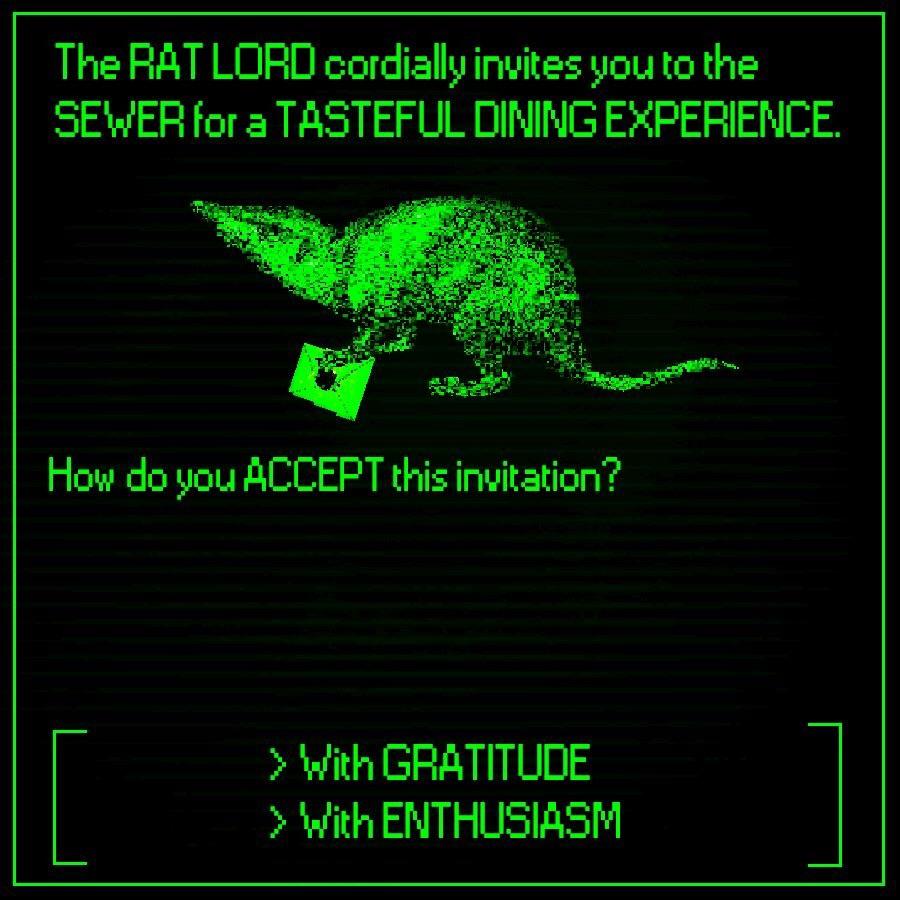 The RAT LORD cordially invites you to the
SEWER for a TASTEFUL DINING EXPERIENCE.
How do you ACCEPT this invitation?
> With GRATITUDE
> With ENTHUSIASM